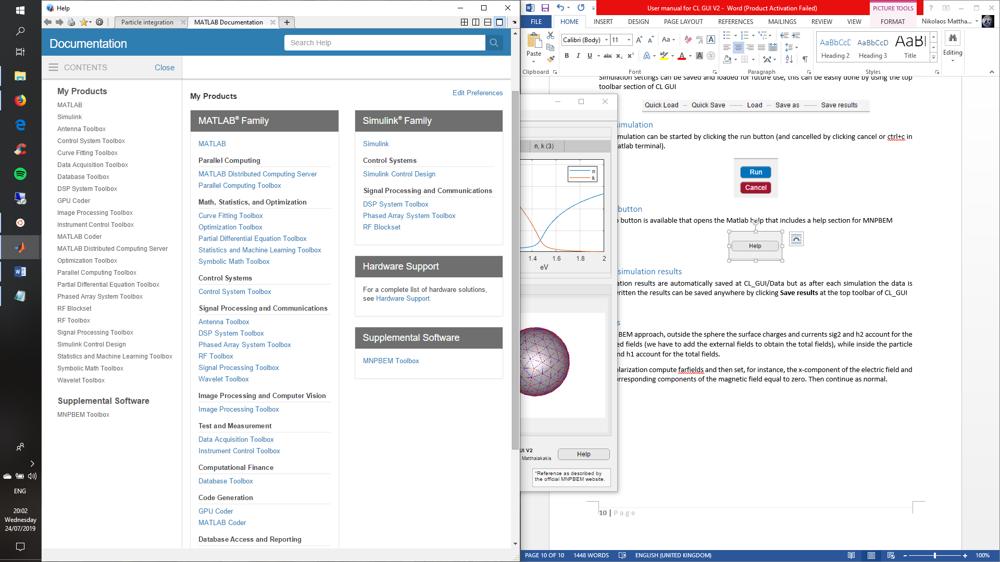 Help
Particle integration
MATLAB Documentation
Documentation
Search Help
CONTENTS
Close
My Products
MATLAB
Simulink
Antenna Toolbox
Control System Toolbox
Curve Fitting Toolbox
Data Acquisition Toolbox
Database Toolbox
DSP System Toolbox
GPU Coder
Image Processing Toolbox
Instrument Control Toolbox
MATLAB Coder
MATLAB Distributed Computing Server
Optimization Toolbox
Parallel Computing Toolbox
Partial Differential Equation Toolbox
Phased Array System Toolbox
RF Blockset
RF Toolbox
Signal Processing Toolbox
Simulink Control Design
Statistics and Machine Learning Toolbox
Symbolic Math Toolbox
Wavelet Toolbox
Supplemental Software
MNPBEM Toolbox
My Products
Edit Preferences
MATLAB® Family
MATLAB
Parallel Computing
MATLAB Distributed Computing Server
Parallel Computing Toolbox
Math, Statistics, and Optimization
Curve Fitting Toolbox
Optimization Toolbox
Partial Differential Equation Toolbox
Statistics and Machine Learning Toolbox
Symbolic Math Toolbox
Control Systems
Control System Toolbox
Signal Processing and Communications
Antenna Toolbox
DSP System Toolbox
Phased Array System Toolbox
RF Toolbox
Signal Processing Toolbox
Wavelet Toolbox
Image Processing and Computer Vision
Image Processing Toolbox
Test and Measurement
Data Acquisition Toolbox
Instrument Control Toolbox
Computational Finance
Database Toolbox
Code Generation
GPU Coder
MATLAB Coder
Database Access and Reporting
Simulink® Family
Simulink
Control Systems
Simulink Control Design
Signal Processing and Communications
DSP System Toolbox
Phased Array System Toolbox
RF Blockset
Hardware Support
For a complete list of hardware solutions,
see Hardware Support.
Supplemental Software
MNPBEM Toolbox
n, k (3)
n
k
1.4 1.6 1.8 2
eV
UI V2
Matthaiakakis
Help
*Reference as described by
the official MNPBEM website.
User manual for CL GUI V2 - Word (Product Activation Failed)
PICTURE TOOLS
FILE HOME INSERT DESIGN PAGE LAYOUT REFERENCES MAILINGS REVIEW VIEW FORMAT
Nikolaos Mattha...
Paste
Calibri (Body) 11
Aa
B I U abc x₂ x²
AaBbCcD AaBbCcD AaBl
Heading 2 Heading 3 Title
Editing
Clipboard Font Paragraph Styles
Simulation settings can be saved and loaded for future use, this can be easily done by using the top
toolbar section of CL GUI
Quick Load -- Quick Save ------ Load -- Save as ------ Save results
simulation
mulation can be started by clicking the run button (and cancelled by clicking cancel or ctrl+c in
atlab terminal).
Run
Cancel
button
button is available that opens the Matlab help that includes a help section for MNPBEM
Help
simulation results
ation results are automatically saved at CL_GUI/Data but as after each simulation the data is
written the results can be saved anywhere by clicking Save results at the top toolbar of CL_GUI
s
BEM approach, outside the sphere the surface charges and currents sig2 and h2 account for the
ed fields (we have to add the external fields to obtain the total fields), while inside the particle
nd h1 account for the total fields.
olarization compute farfields and then set, for instance, the x-component of the electric field and
orresponding components of the magnetic field equal to zero. Then continue as normal.
10 | Page
PAGE 10 OF 10 1448 WORDS ENGLISH (UNITED KINGDOM) 100%
ENG
20:02
Wednesday
24/07/2019